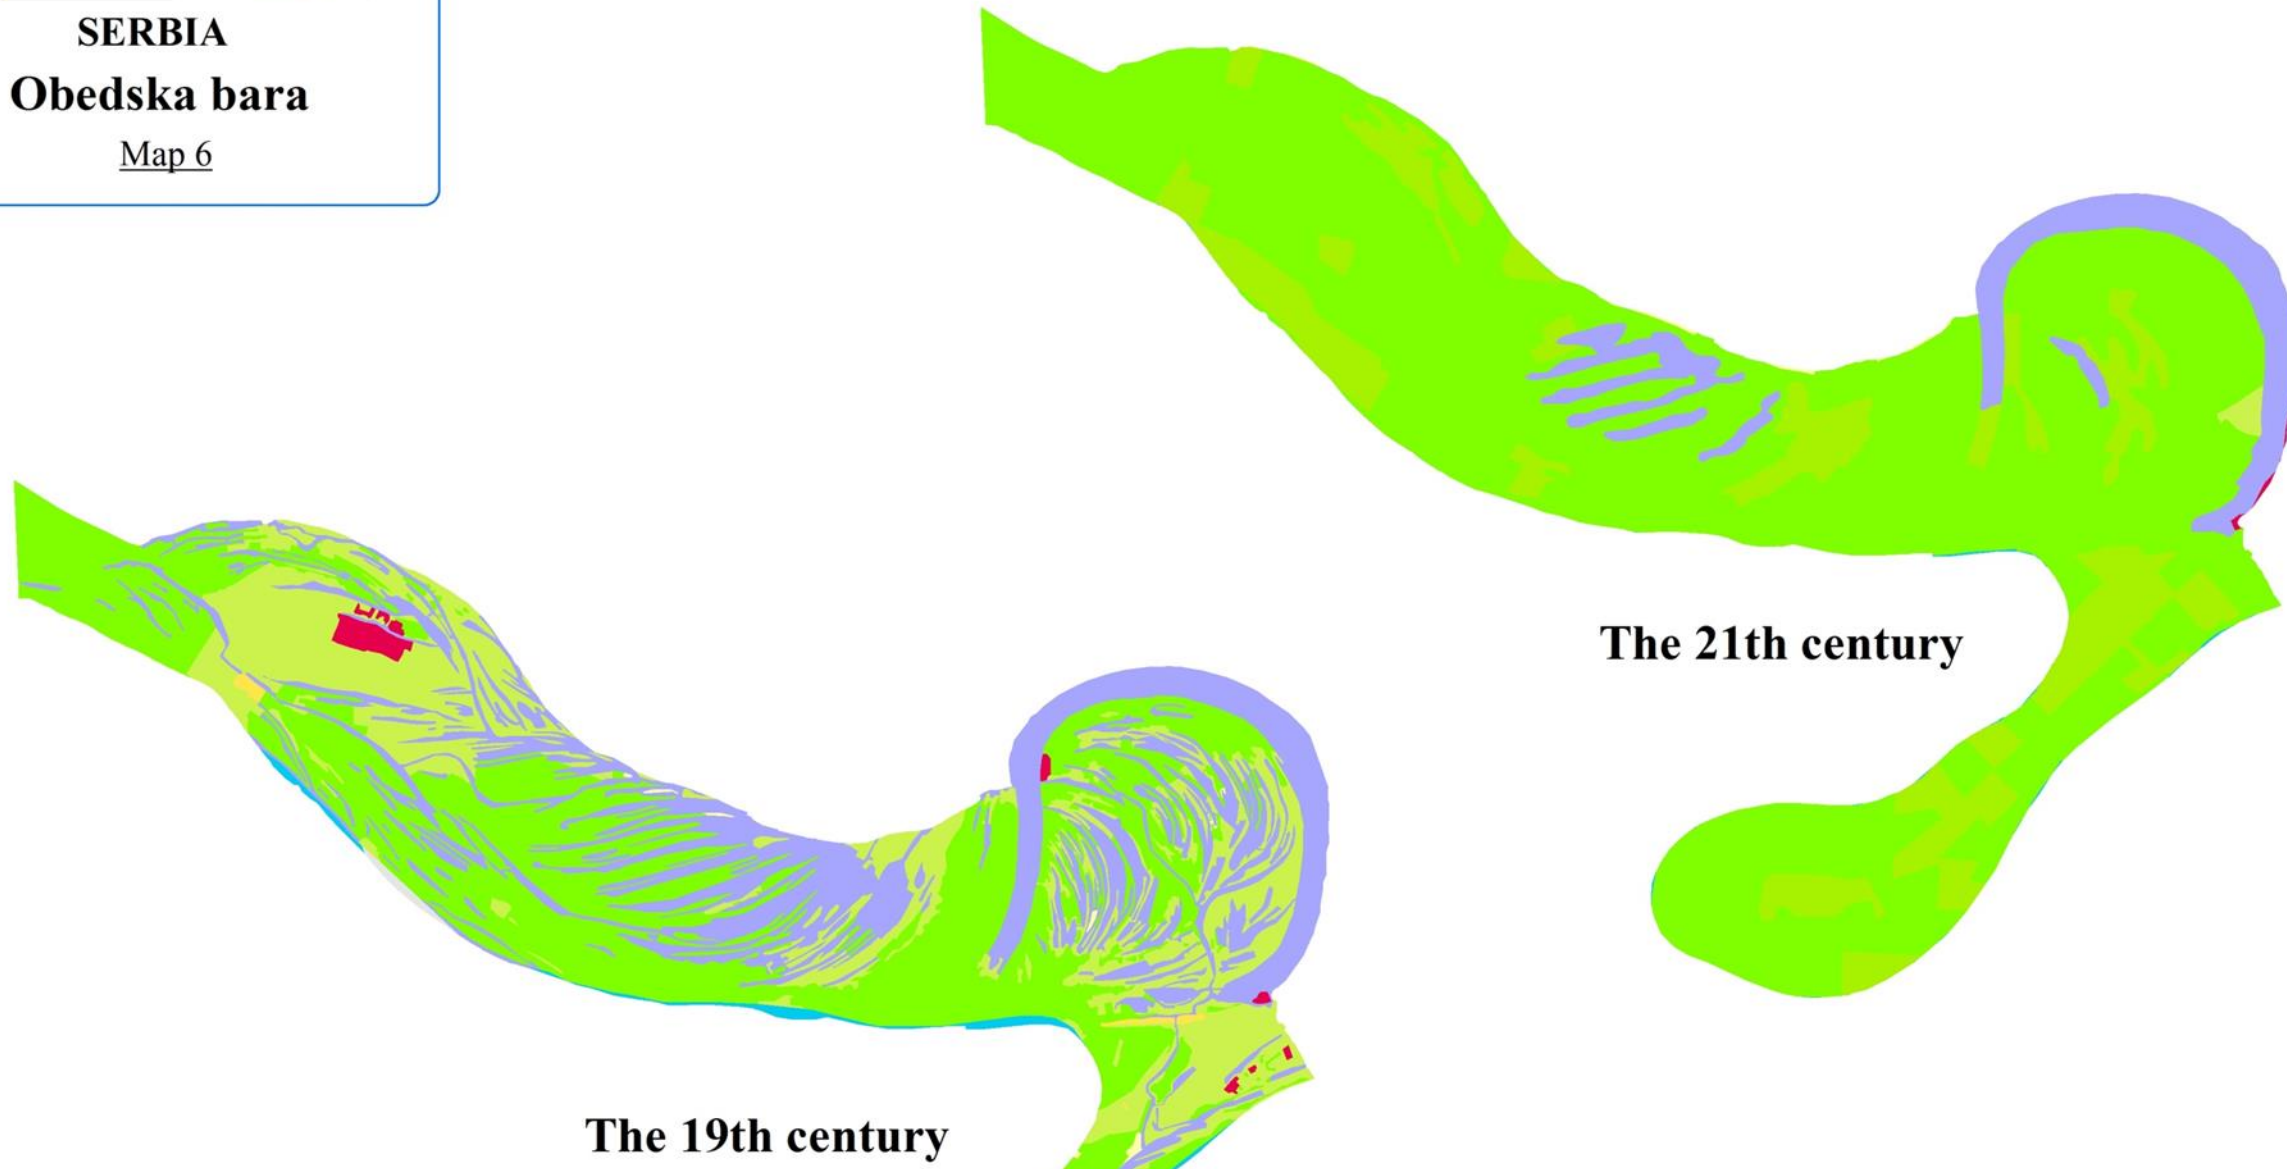 SERBIA
Obedska bara
Map 6
The 21th century
The 19th century